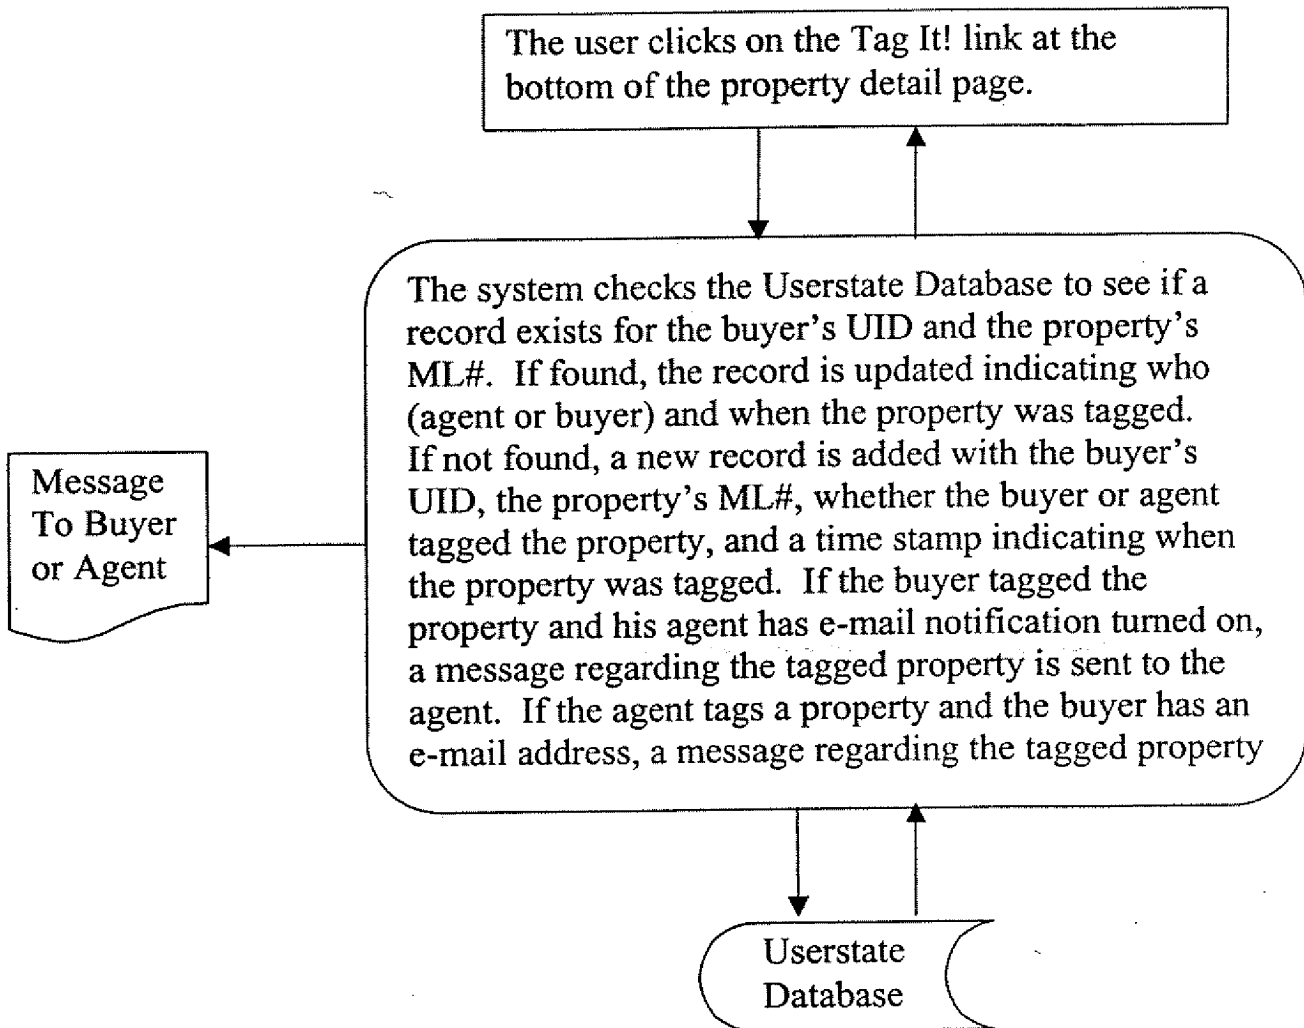 The user clicks on the Tag It! link at the
bottom of the property detail page.
The system checks the Userstate Database to see if a
record exists for the buyer's UID and the property's
ML#. If found, the record is updated indicating who
(agent or buyer) and when the property was tagged.
If not found, a new record is added with the buyer's
UID, the property's ML#, whether the buyer or agent
tagged the property, and a time stamp indicating when
the property was tagged. If the buyer tagged the
property and his agent has e-mail notification turned on,
a message regarding the tagged property is sent to the
agent. If the agent tags a property and the buyer has an
e-mail address, a message regarding the tagged property
Message
To Buyer
or Agent
Userstate
Database